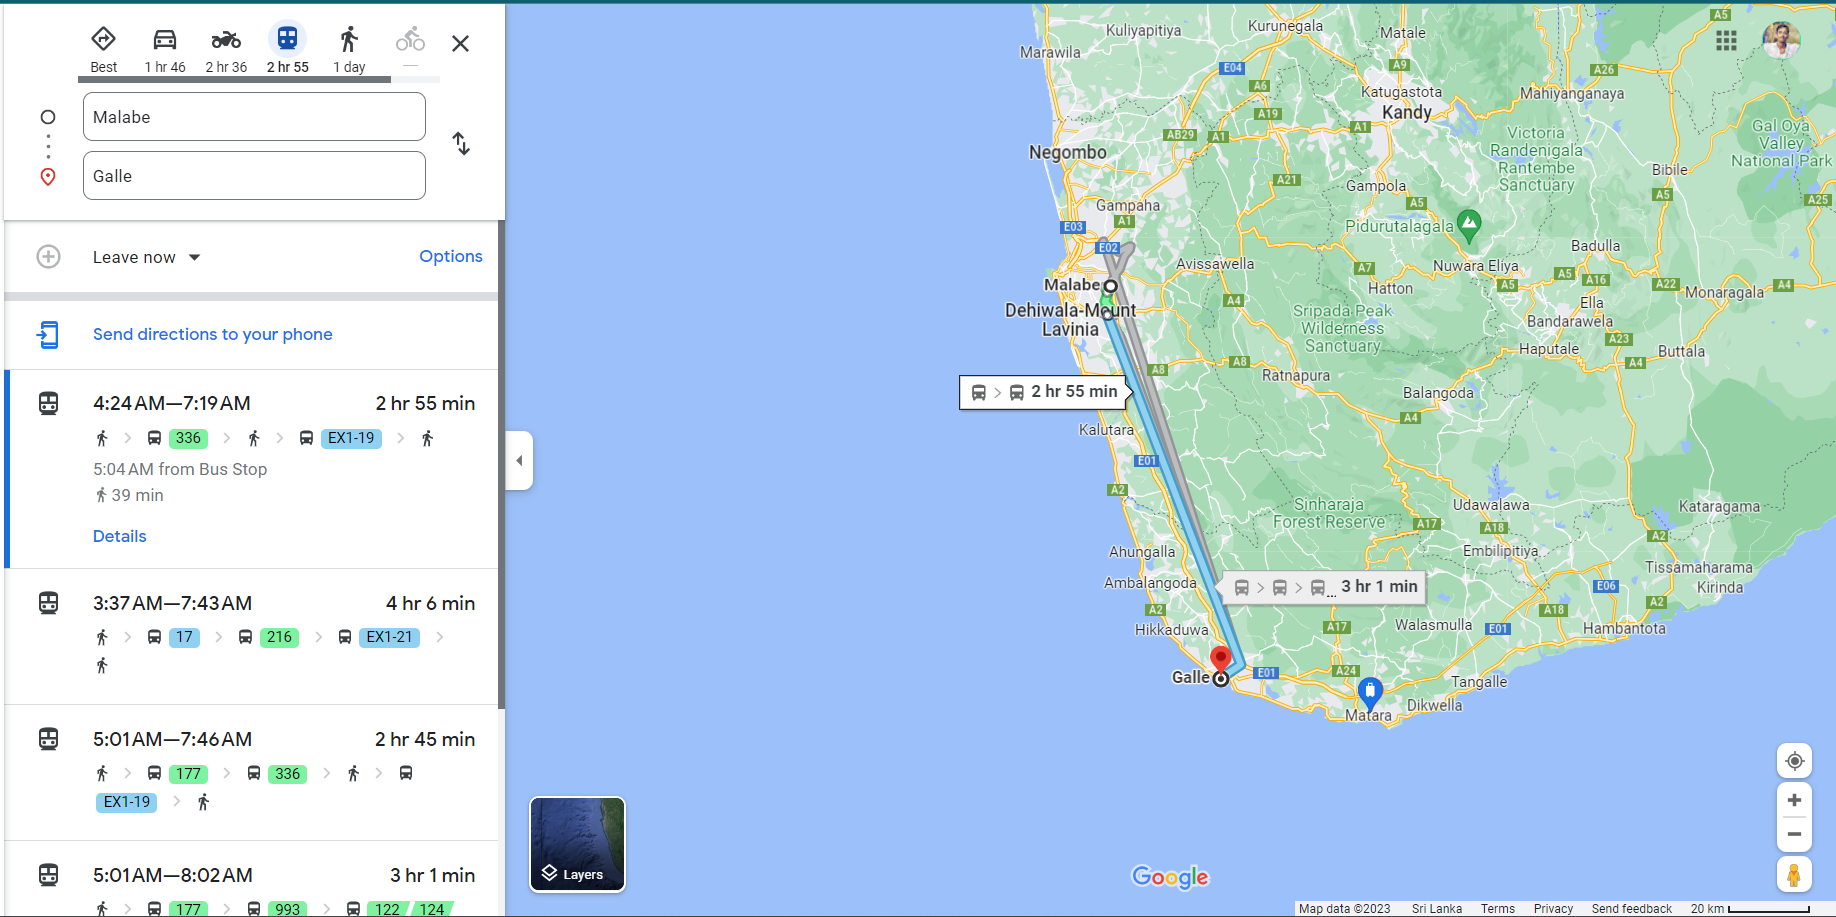 Best
1 hr 46
2 hr 36
2 hr 55
1 day
—
Malabe
Galle
Leave now
Options
Send directions to your phone
4:24 AM—7:19 AM 2 hr 55 min
336 EX1-19
5:04 AM from Bus Stop
39 min
Details
3:37 AM—7:43 AM 4 hr 6 min
17 216 EX1-21
5:01 AM—7:46 AM 2 hr 45 min
177 336
EX1-19
5:01 AM—8:02 AM 3 hr 1 min
177 993 122 124
Layers
Kuliyapitiya
Kurunegala
Matale
A5
Marawila
E04
A9
A26
A6
Katugastota
Mahiyanganaya
A19
Kandy
AB29
A1
A1
Victoria
Randenigala
Rantembe
Sanctuary
Gal Oya
Valley
National Park
Negombo
Bibile
A21
Gampola
A5
A5
A25
Gampaha
A1
E03
Pidurutalagala
E02
Badulla
Avissawella
A7
Nuwara Eliya
A5
A16
Malabe
Hatton
A5
A22
A4
Monaragala
Dehiwala-Mount
Lavinia
A4
Sripada Peak
Wilderness
Sanctuary
Ella
Bandarawela
A23
Haputale
Buttala
A4
A8
A8
Ratnapura
2 hr 55 min
Balangoda
A4
Kalutara
E01
A2
Sinharaja
Forest Reserve
Udawalawa
Kataragama
A17
A18
A2
Ahungalla
Embilipitiya
Tissamaharama
Ambalangoda
3 hr 1 min
E06
Kirinda
A2
A18
A2
Hikkaduwa
A17
Walasmulla
E01
Hambantota
Galle
E01
A24
Tangalle
Matara
Dikwella
Google
Map data ©2023 Sri Lanka Terms Privacy Send feedback 20 km